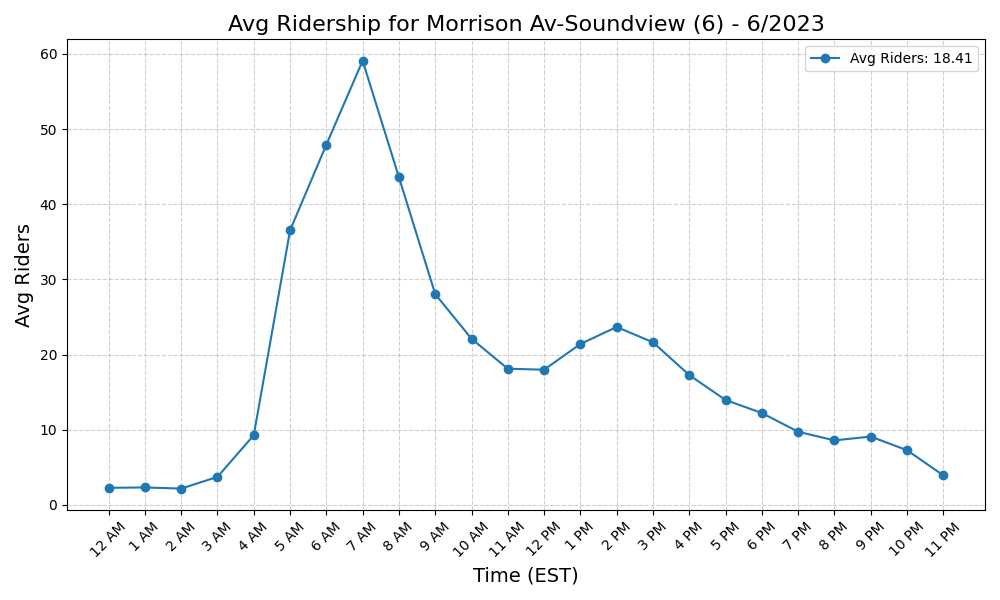 Avg Ridership for Morrison Av-Soundview (6) - 6/2023
Avg Riders: 18.41
Avg Riders
60
50
40
30
20
10
0
12 AM
1 AM
2 AM
3 AM
4 AM
5 AM
6 AM
7 AM
8 AM
9 AM
10 AM
11 AM
12 PM
1 PM
2 PM
3 PM
4 PM
5 PM
6 PM
7 PM
8 PM
9 PM
10 PM
11 PM
Time (EST)